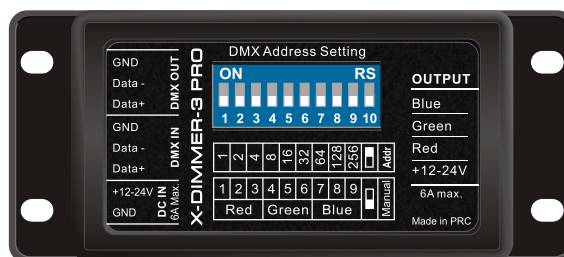 GND
Data -
Data+
DMX OUT
GND
Data -
Data+
DMX IN
+12-24V
GND
DC IN
6A Max.
X-DIMMER-3 PRO
DMX Address Setting
ON RS
1 2 3 4 5 6 7 8 9 10
1 2 4 8 16 32 64 128 256 Addr
1 2 3 4 5 6 7 8 9 Manual
Red Green Blue
OUTPUT
Blue
Green
Red
+12-24V
6A max.
Made in PRC